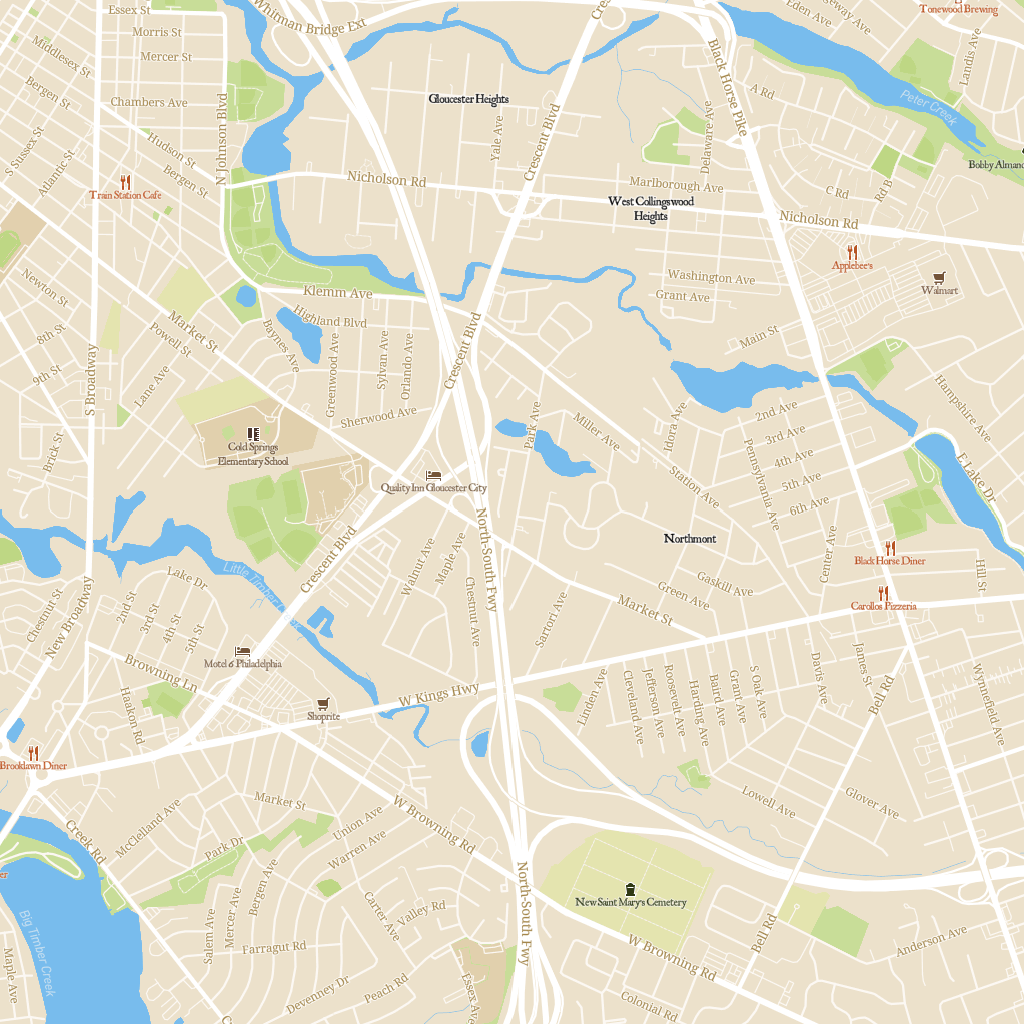 Essex St
Whitman Bridge Ext
Cres
Eden Ave
geway Ave
Tonewood Brewing
Morris St
Middlesex St
Mercer St
Black Horse Pike
Landis Ave
Bergen St
Chambers Ave
N Johnson Blvd
Gloucester Heights
Crescent Blvd
A Rd
Peter Creek
S Sussex St
Atlantic St
Hudson St
Bergen St
Yale Ave
Delaware Ave
Bobby Almand
Train Station Cafe
Nicholson Rd
Marlborough Ave
C Rd
Rd B
West Collingswood
Heights
Nicholson Rd
Applebee's
Walmart
Newton St
Klemm Ave
Washington Ave
Grant Ave
Market St
Highland Blvd
8th St
Powell St
Baynes Ave
Greenwood Ave
Sylvan Ave
Orlando Ave
Crescent Blvd
Main St
9th St
S Broadway
Lane Ave
Hampshire Ave
Sherwood Ave
Park Ave
Miller Ave
Idora Ave
2nd Ave
3rd Ave
4th Ave
5th Ave
6th Ave
Pennsylvania Ave
Brick St
Cold Springs
Elementary School
Quality Inn Gloucester City
Station Ave
E Lake Dr
North-South Fwy
Northmont
Crescent Blvd
Walnut Ave
Maple Ave
Chestnut Ave
Center Ave
Black Horse Diner
Hill St
Little Timber Creek
Lake Dr
Chestnut St
New Broadway
2nd St
3rd St
4th St
5th St
Gaskill Ave
Green Ave
Market St
Carollos Pizzeria
Sartori Ave
Motel 6 Philadelphia
Browning Ln
Haakon Rd
Shoprite
W Kings Hwy
Linden Ave
Cleveland Ave
Jefferson Ave
Roosevelt Ave
Harding Ave
Baird Ave
Grant Ave
S Oak Ave
Davis Ave
James St
Bell Rd
Wynnefield Ave
Brooklawn Diner
Market St
McClelland Ave
Creek Rd
Park Dr
Union Ave
Warren Ave
W Browning Rd
Lowell Ave
Glover Ave
er
Bergen Ave
Mercer Ave
Salem Ave
Carter Ave
Valley Rd
North-South Fwy
New Saint Mary's Cemetery
Big Timber Creek
Maple Ave
Farragut Rd
Devenney Dr
Peach Rd
Essex Ave
W Browning Rd
Bell Rd
Anderson Ave
Colonial Rd